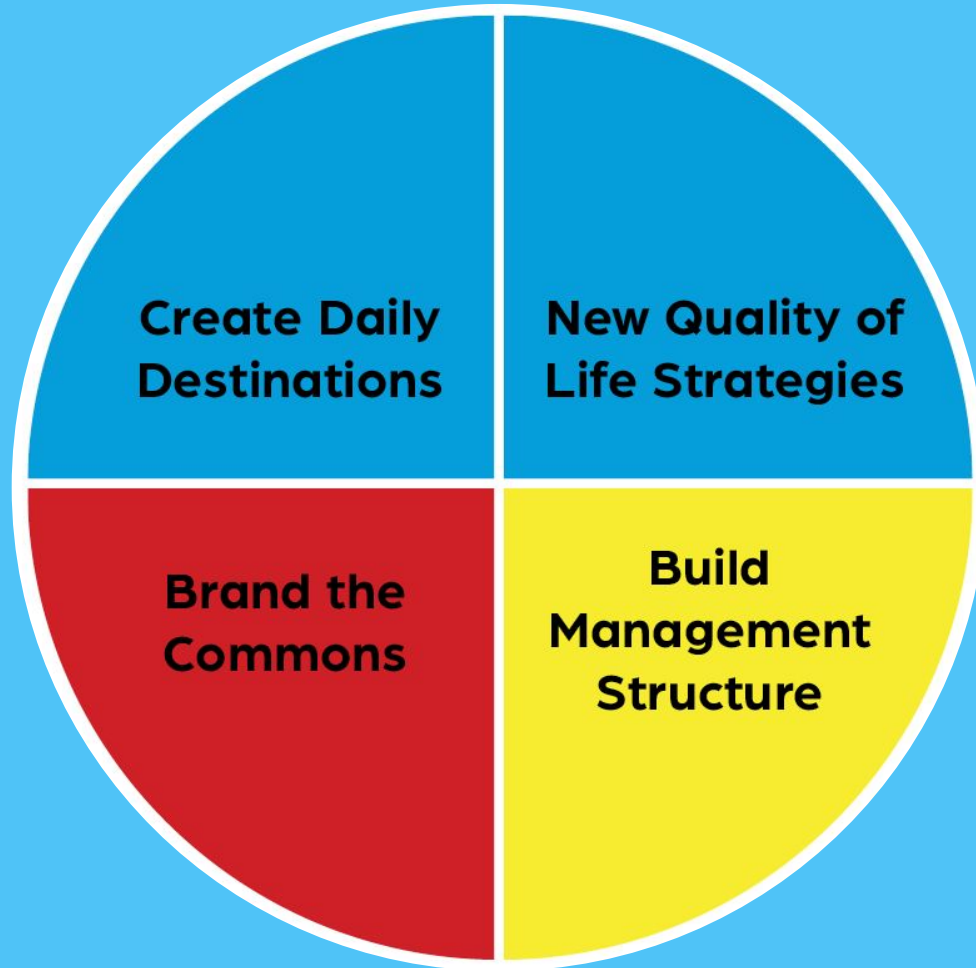 Create Daily
Destinations
New Quality of
Life Strategies
Brand the
Commons
Build
Management
Structure